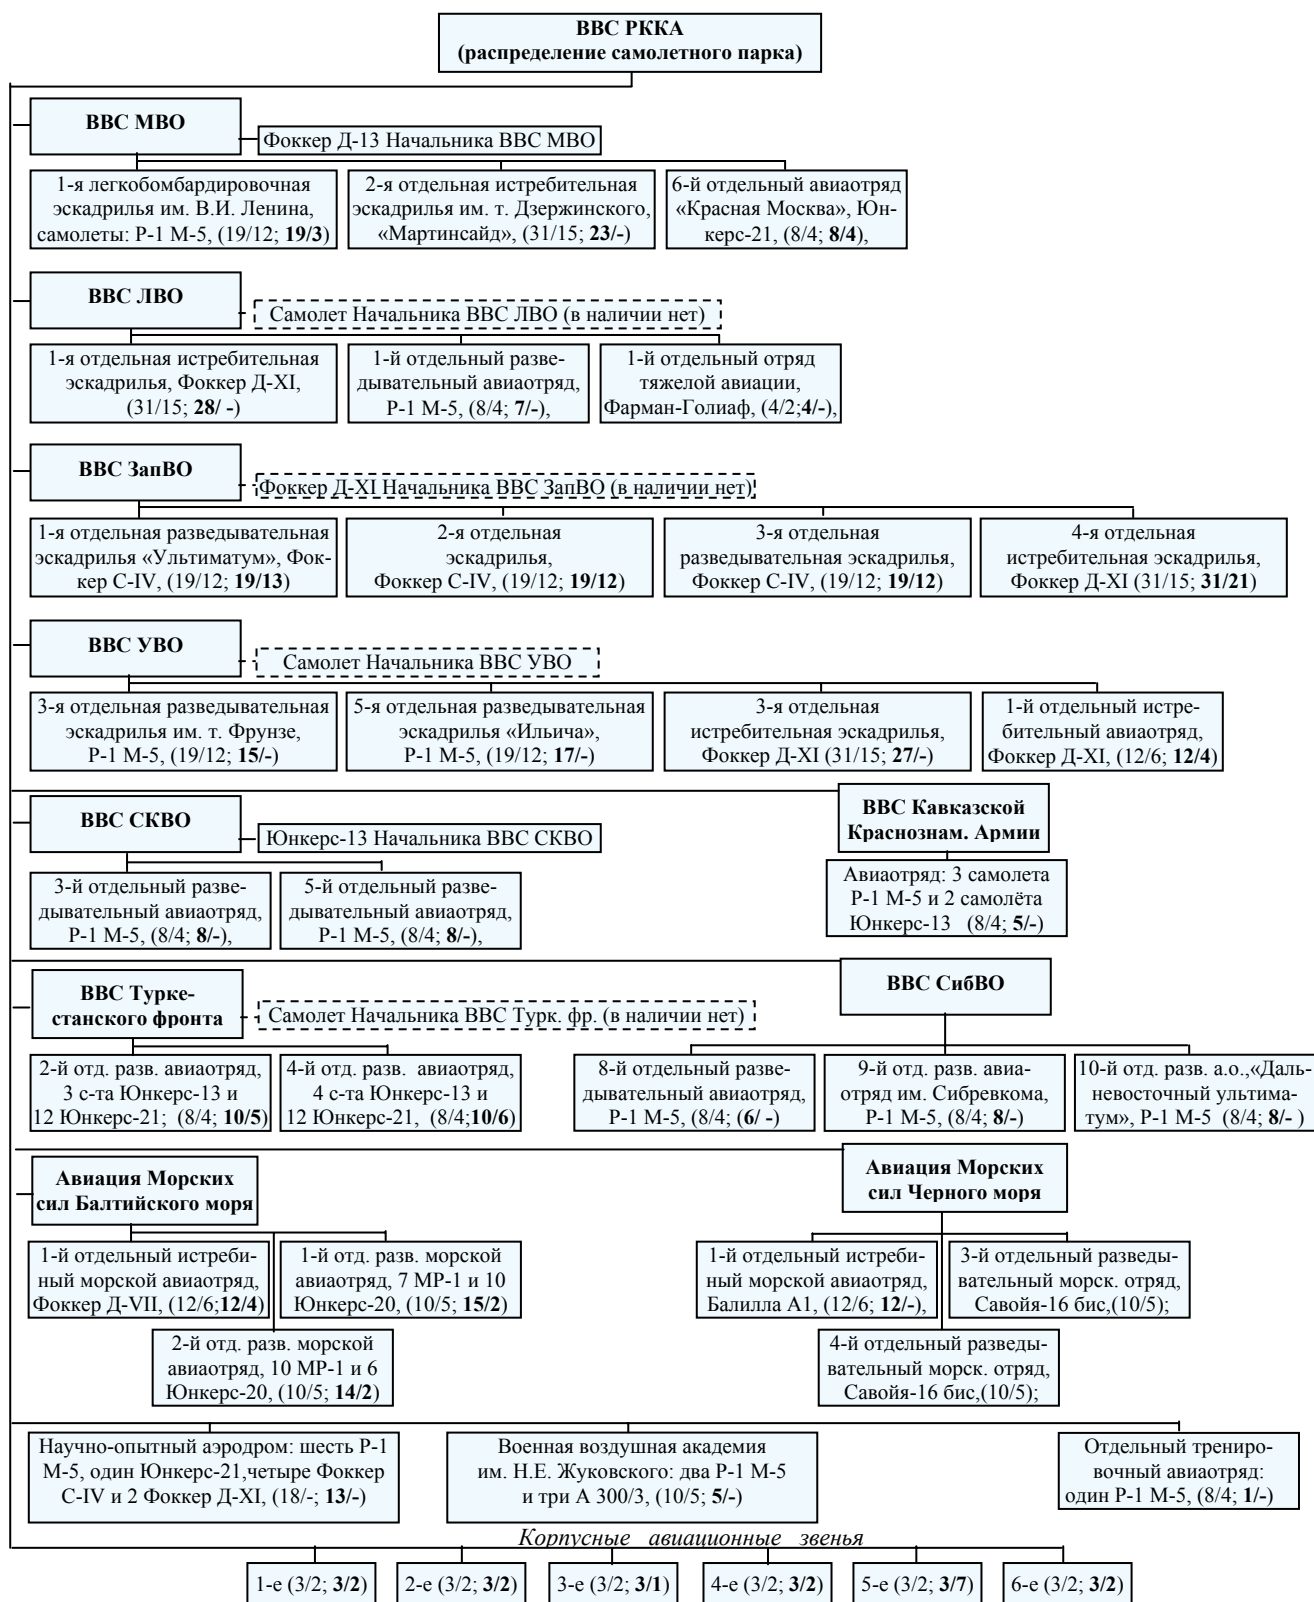 ВВС РККА
(распределение самолетного парка)
ВВС МВО
Фоккер Д-13 Начальника ВВС МВО
1-я легкобомбардировочная
эскадрилья им. В.И. Ленина,
самолеты: Р-1 М-5, (19/12; 19/3)
2-я отдельная истребительная
эскадрилья им. т. Дзержинского,
«Мартинсайд», (31/15; 23/-)
6-й отдельный авиаотряд
«Красная Москва», Юн-
керс-21, (8/4; 8/4),
ВВС ЛВО
Самолет Начальника ВВС ЛВО (в наличии нет)
1-я отдельная истребительная
эскадрилья, Фоккер Д-XI,
(31/15; 28/ -)
1-й отдельный разве-
дывательный авиаотряд,
Р-1 М-5, (8/4; 7/-),
1-й отдельный отряд
тяжелой авиации,
Фарман-Голиаф, (4/2;4/-),
ВВС ЗапВО
Фоккер Д-XI Начальника ВВС ЗапВО (в наличии нет)
1-я отдельная разведывательная
эскадрилья «Ультиматум», Фок-
кер С-IV, (19/12; 19/13)
2-я отдельная
эскадрилья,
Фоккер С-IV, (19/12; 19/12)
3-я отдельная
разведывательная эскадрилья,
Фоккер С-IV, (19/12; 19/12)
4-я отдельная
истребительная эскадрилья,
Фоккер Д-XI (31/15; 31/21)
ВВС УВО
Самолет Начальника ВВС УВО
3-я отдельная разведывательная
эскадрилья им. т. Фрунзе,
Р-1 М-5, (19/12; 15/-)
5-я отдельная разведывательная
эскадрилья «Ильича»,
Р-1 М-5, (19/12; 17/-)
3-я отдельная
истребительная эскадрилья,
Фоккер Д-XI (31/15; 27/-)
1-й отдельный истре-
бительный авиаотряд,
Фоккер Д-XI, (12/6; 12/4)
ВВС СКВО
Юнкерс-13 Начальника ВВС СКВО
3-й отдельный разве-
дывательный авиаотряд,
Р-1 М-5, (8/4; 8/-),
5-й отдельный разве-
дывательный авиаотряд,
Р-1 М-5, (8/4; 8/-),
ВВС Кавказской
Краснознам. Армии
Авиаотряд: 3 самолета
Р-1 М-5 и 2 самолёта
Юнкерс-13 (8/4; 5/-)
ВВС Турке-
станского фронта
Самолет Начальника ВВС Турк. фр. (в наличии нет)
2-й отд. разв. авиаотряд,
3 с-та Юнкерс-13 и
12 Юнкерс-21; (8/4; 10/5)
4-й отд. разв. авиаотряд,
4 с-та Юнкерс-13 и
12 Юнкерс-21, (8/4;10/6)
ВВС СибВО
8-й отдельный разве-
дывательный авиаотряд,
Р-1 М-5, (8/4; (6/ -)
9-й отд. разв. авиа-
отряд им. Сибревкома,
Р-1 М-5, (8/4; 8/-)
10-й отд. разв. а.о.,«Даль-
невосточный ультима-
тум», Р-1 М-5 (8/4; 8/- )
Авиация Морских
сил Балтийского моря
1-й отдельный истреби-
ный морской авиаотряд,
Фоккер Д-VII, (12/6;12/4)
1-й отд. разв. морской
авиаотряд, 7 МР-1 и 10
Юнкерс-20, (10/5; 15/2)
2-й отд. разв. морской
авиаотряд, 10 МР-1 и 6
Юнкерс-20, (10/5; 14/2)
Авиация Морских
сил Черного моря
1-й отдельный истреби-
ный морской авиаотряд,
Балилла А1, (12/6; 12/-),
3-й отдельный разведы-
вательный морск. отряд,
Савойя-16 бис,(10/5);
4-й отдельный разведы-
вательный морск. отряд,
Савойя-16 бис,(10/5);
Научно-опытный аэродром: шесть Р-1
М-5, один Юнкерс-21,четыре Фоккер
С-IV и 2 Фоккер Д-XI, (18/-; 13/-)
Военная воздушная академия
им. Н.Е. Жуковского: два Р-1 М-5
и три А 300/3, (10/5; 5/-)
Отдельный трениро-
вочный авиаотряд:
один Р-1 М-5, (8/4; 1/-)
Корпусные авиационные звенья
1-е (3/2; 3/2)
2-е (3/2; 3/2)
3-е (3/2; 3/1)
4-е (3/2; 3/2)
5-е (3/2; 3/7)
6-е (3/2; 3/2)